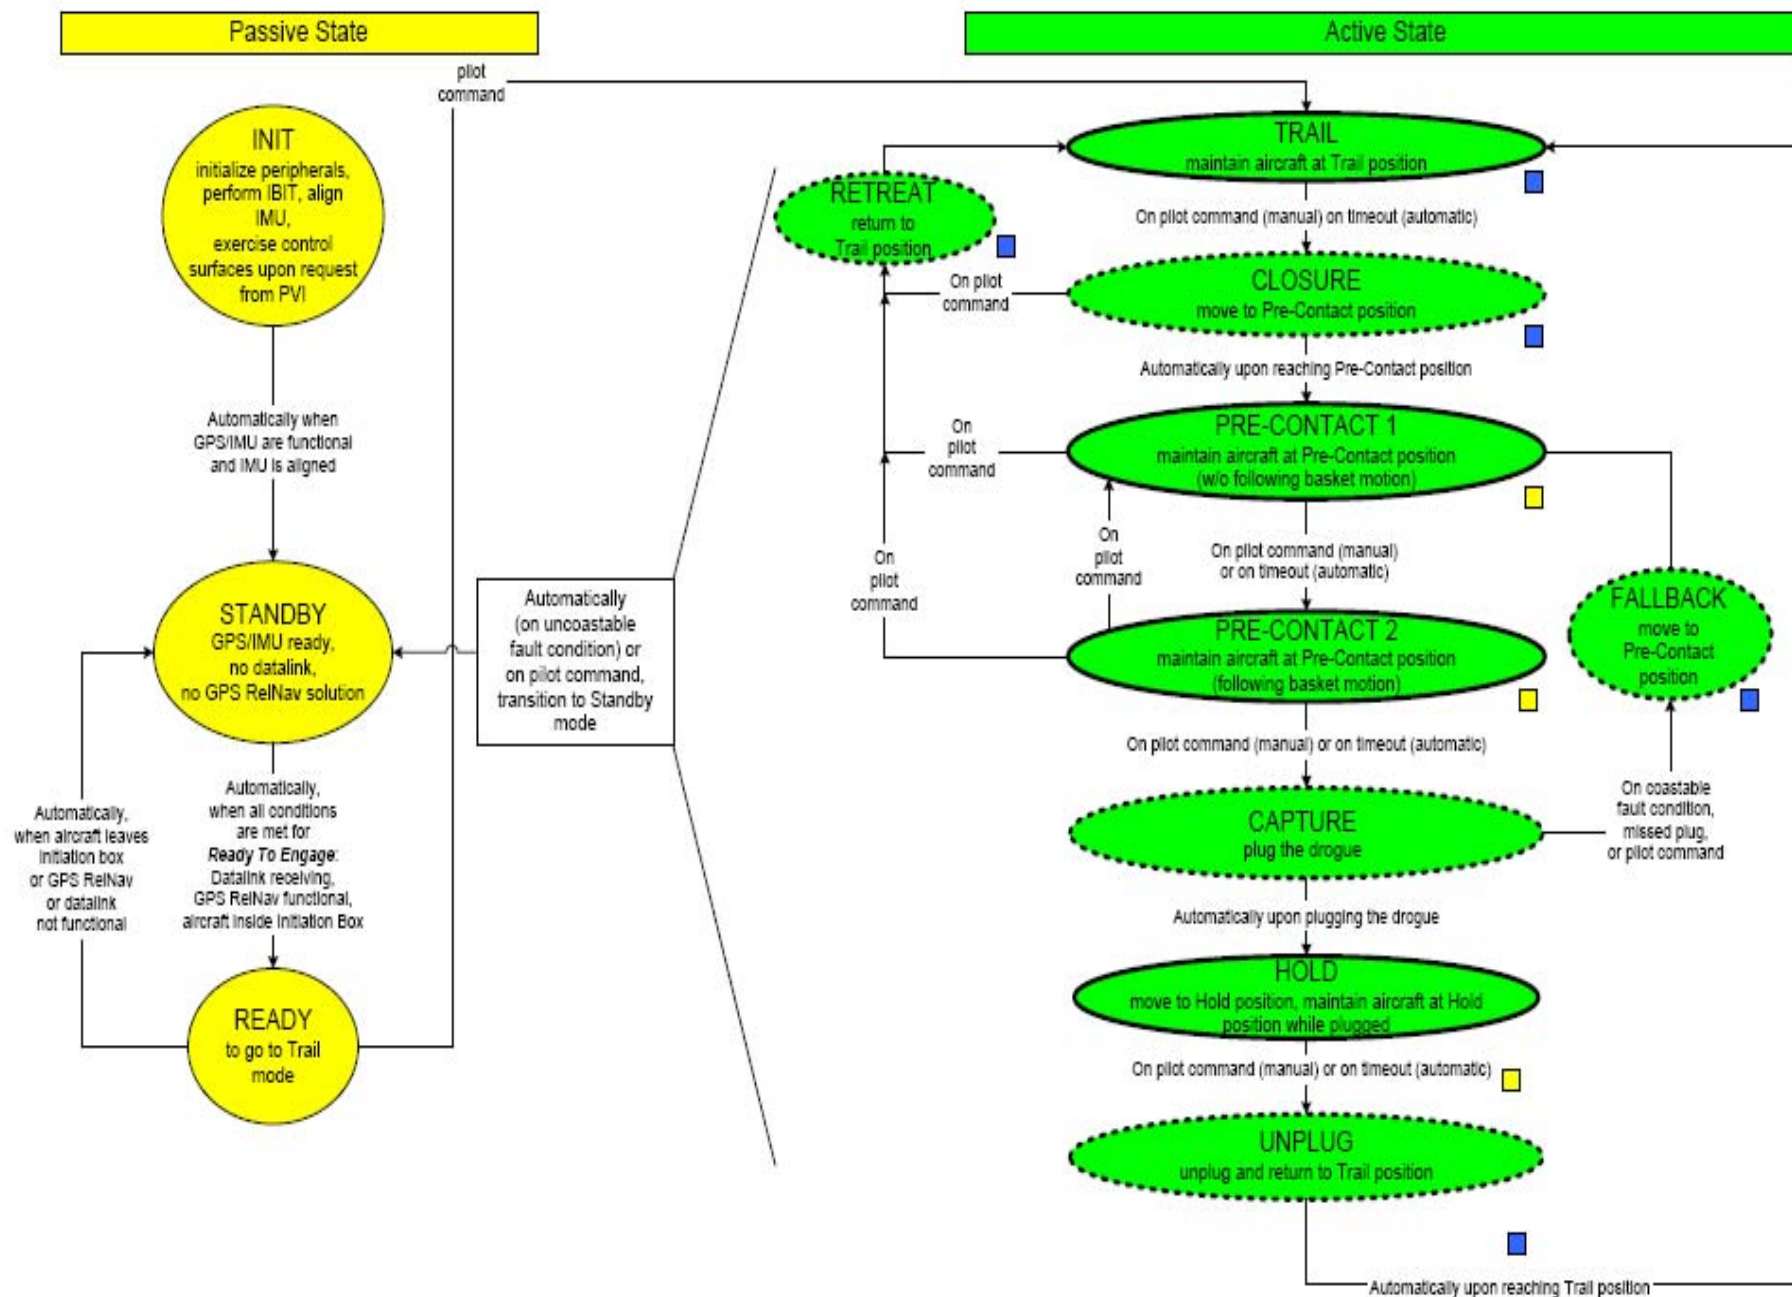 Passive State
Active State
pilot
command
INIT
initialize peripherals,
perform IBIT, align
IMU,
exercise control
surfaces upon request
from PVI
Automatically when
GPS/IMU are functional
and IMU is aligned
STANDBY
GPS/IMU ready,
no datalink,
no GPS RelNav solution
Automatically,
when aircraft leaves
Initiation box
or GPS RelNav
or datalink
not functional
Automatically,
when all conditions
are met for
Ready To Engage:
Datalink receiving,
GPS RelNav functional,
aircraft inside Initiation Box
READY
to go to Trail
mode
Automatically
(on uncoastable
fault condition) or
on pilot command,
transition to Standby
mode
TRAIL
maintain aircraft at Trail position
RETREAT
return to
Trail position
On pilot command (manual) on timeout (automatic)
CLOSURE
move to Pre-Contact position
On pilot
command
Automatically upon reaching Pre-Contact position
PRE-CONTACT 1
maintain aircraft at Pre-Contact position
(w/o following basket motion)
On
pilot
command
On
pilot
command
On
pilot
command
On pilot command (manual)
or on timeout (automatic)
PRE-CONTACT 2
maintain aircraft at Pre-Contact position
(following basket motion)
FALLBACK
move to
Pre-Contact
position
On pilot command (manual) or on timeout (automatic)
CAPTURE
plug the drogue
On coastable
fault condition,
missed plug,
or pilot command
Automatically upon plugging the drogue
HOLD
move to Hold position, maintain aircraft at Hold
position while plugged
On pilot command (manual) or on timeout (automatic)
UNPLUG
unplug and return to Trail position
Automatically upon reaching Trail position